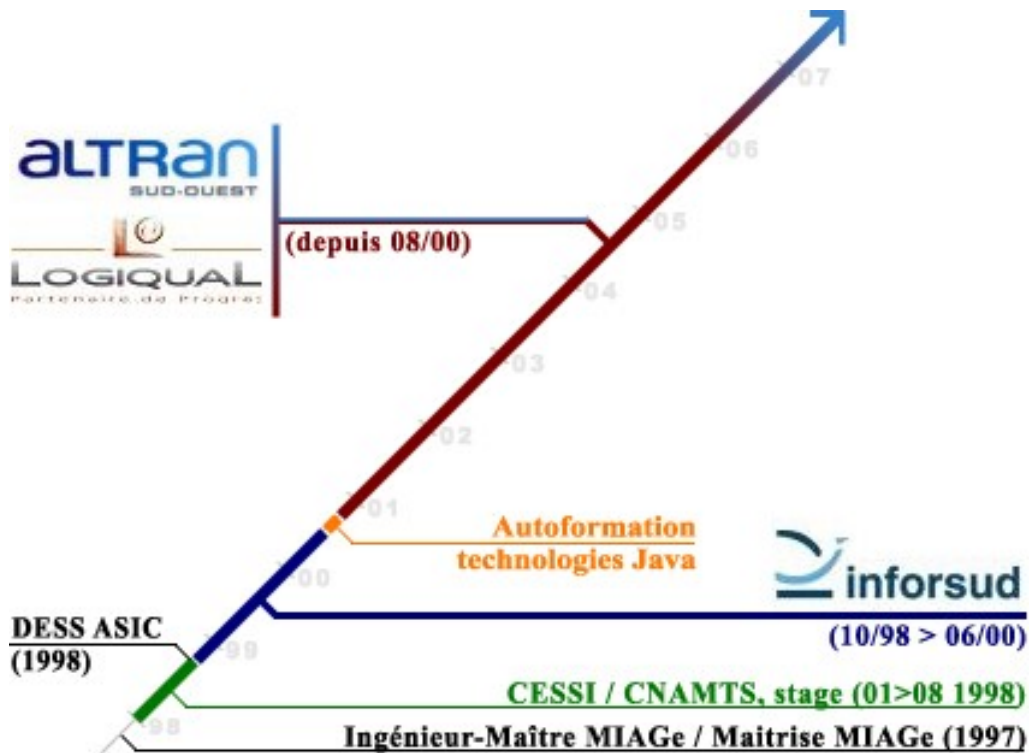 07
06
ALTRAN
SUD-OUEST
05
(depuis 08/00)
LOGIQUAL
Partenaire de Progrès
04
03
02
01
Autoformation
technologies Java
00
inforsud
(10/98 > 06/00)
DESS ASIC
(1998)
99
CESSI / CNAMTS, stage (01>08 1998)
98
Ingénieur-Maître MIAGe / Maitrise MIAGe (1997)